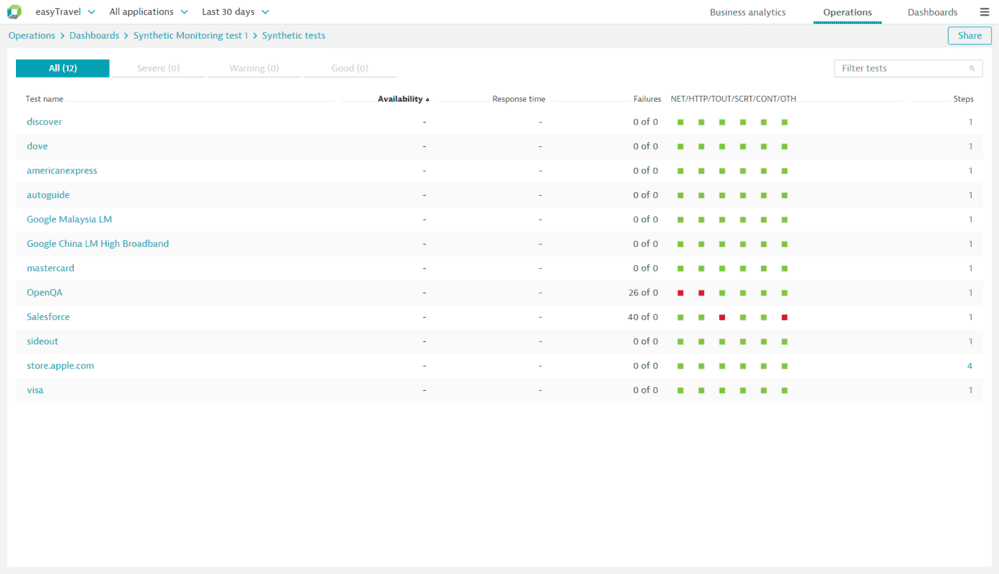 easyTravel All applications Last 30 days Business analytics Operations Dashboards
Operations > Dashboards > Synthetic Monitoring test 1 > Synthetic tests Share
All (12) Severe (0) Warning (0) Good (0) Filter tests
Test name Availability ▲ Response time Failures NET/HTTP/TOUT/SCRT/CONT/OTH Steps
discover - - 0 of 0 1
dove - - 0 of 0 1
americanexpress - - 0 of 0 1
autoguide - - 0 of 0 1
Google Malaysia LM - - 0 of 0 1
Google China LM High Broadband - - 0 of 0 1
mastercard - - 0 of 0 1
OpenQA - - 26 of 0 1
Salesforce - - 40 of 0 1
sideout - - 0 of 0 1
store.apple.com - - 0 of 0 4
visa - - 0 of 0 1